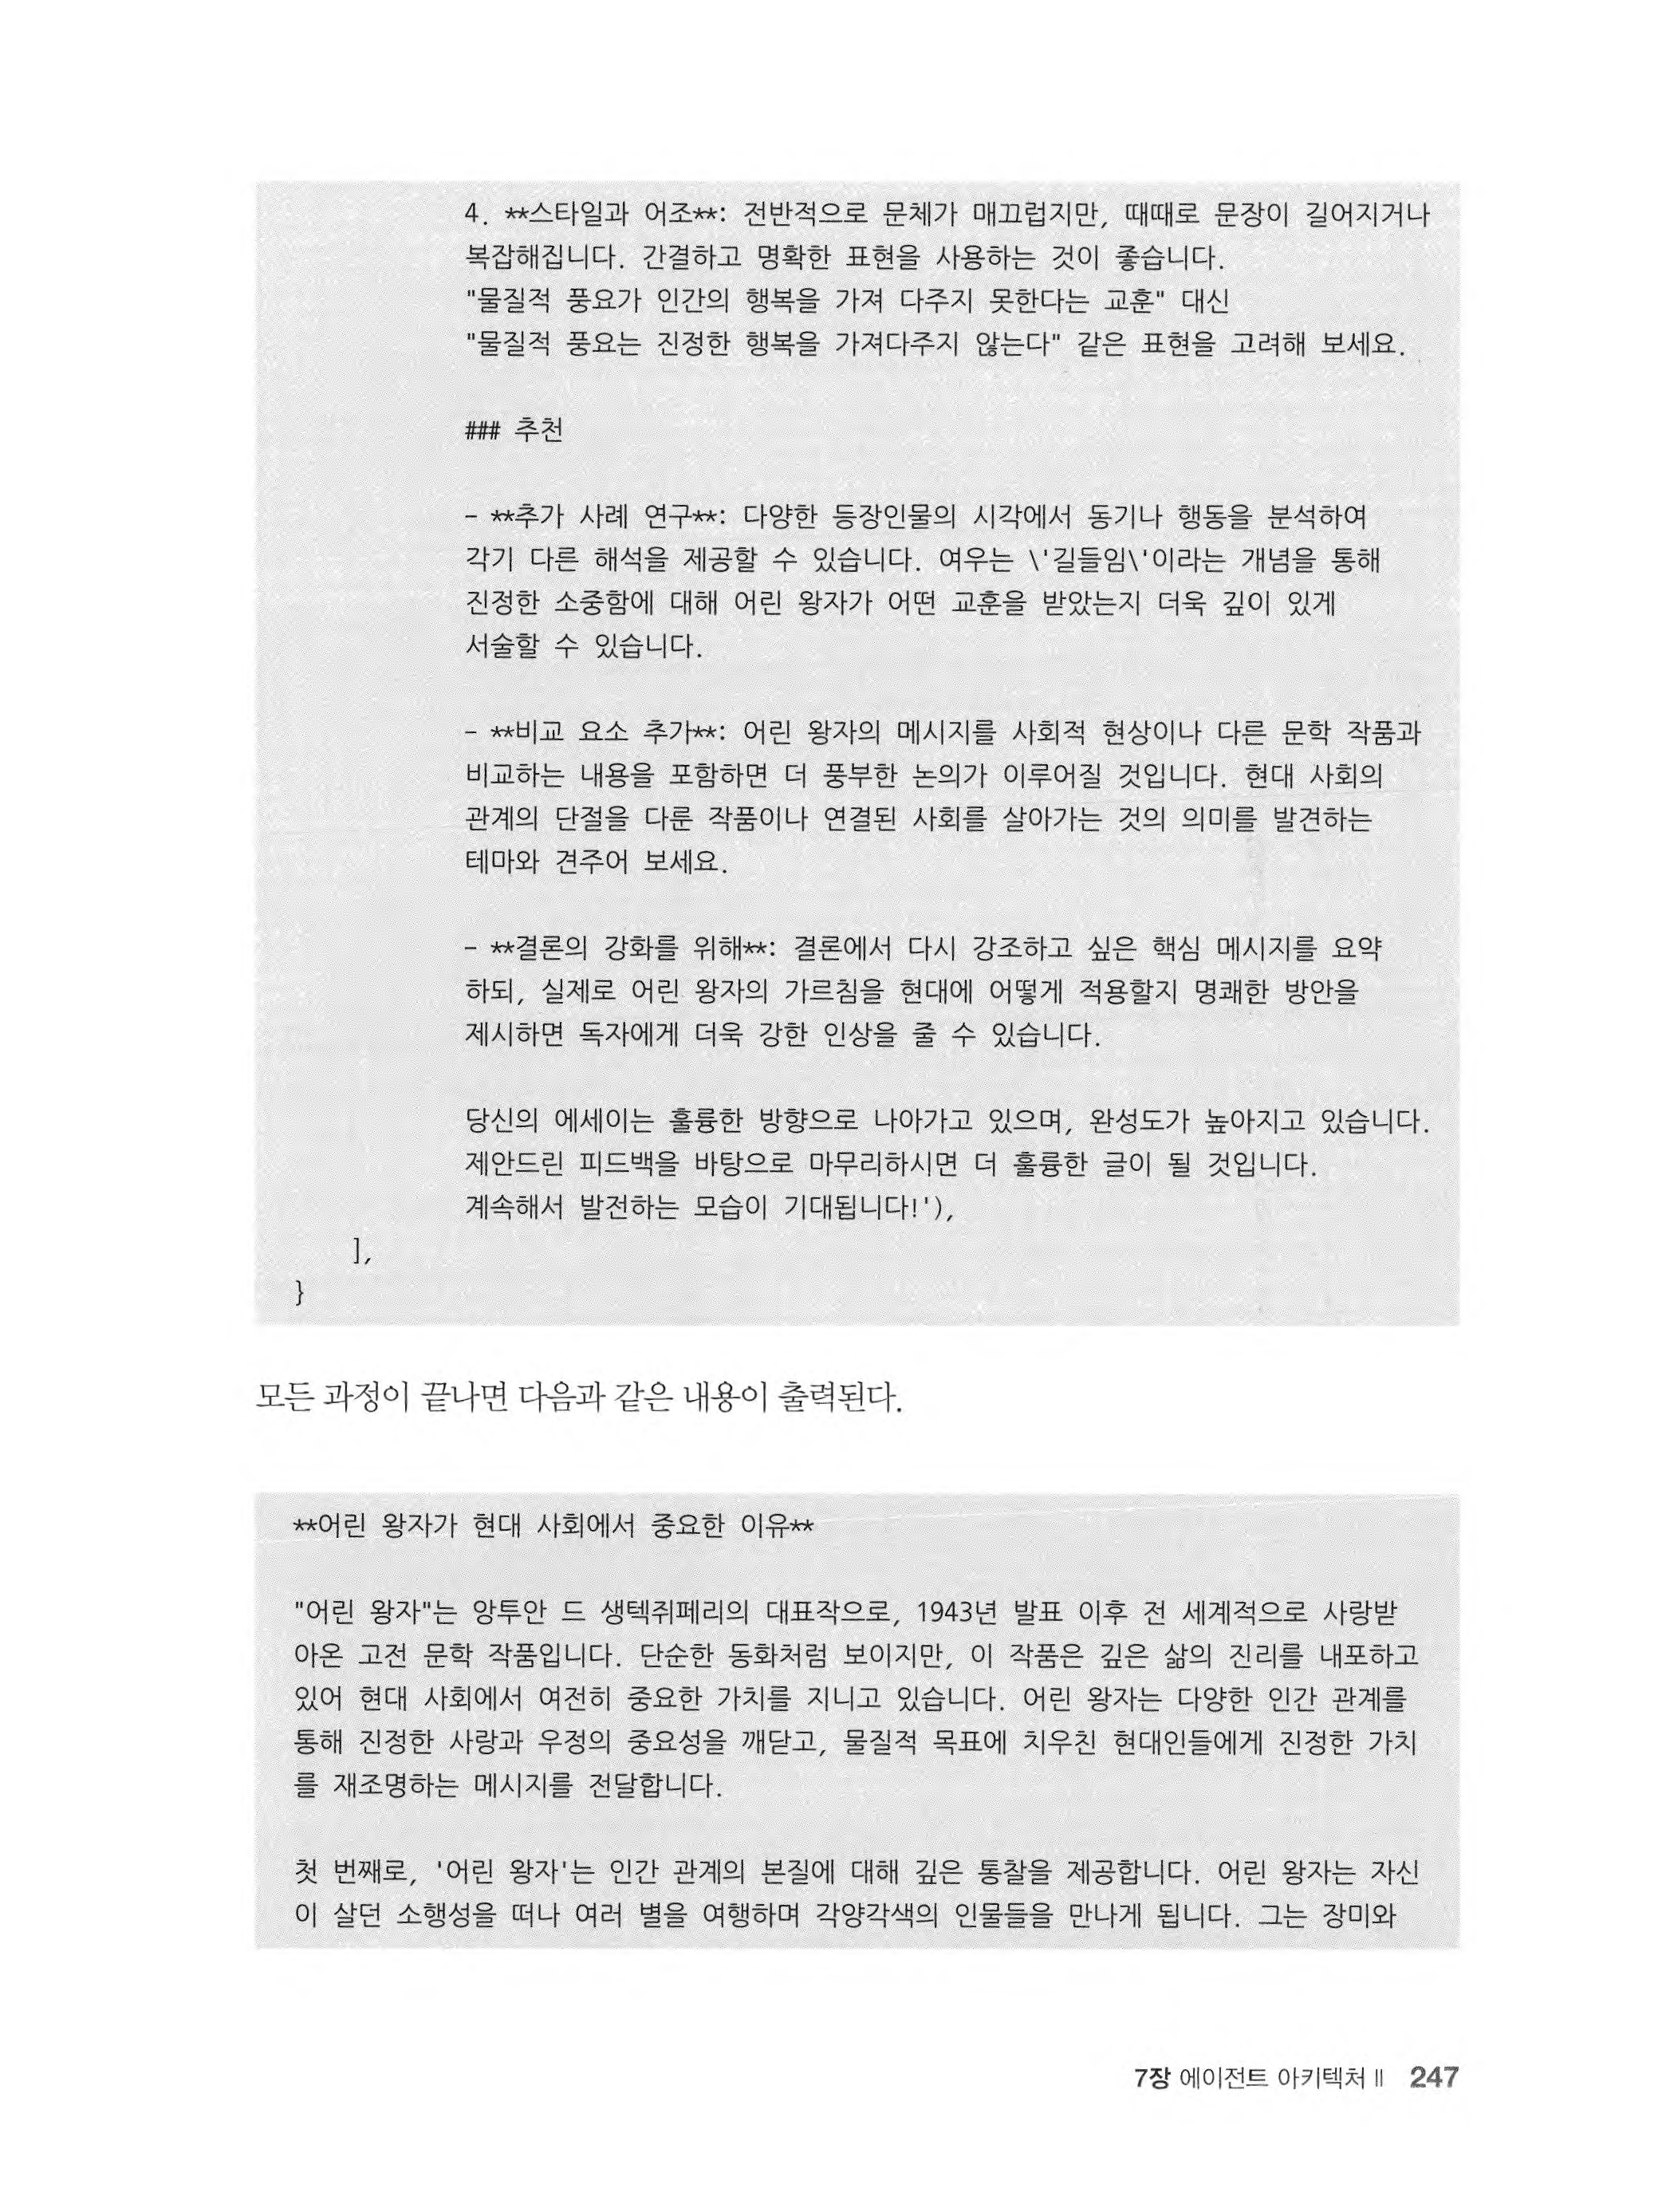 4. **스타일과 어조**: 전반적으로 문체가 매끄럽지만, 때때로 문장이 길어지거나
복잡해집니다. 간결하고 명확한 표현을 사용하는 것이 좋습니다.
"물질적 풍요가 인간의 행복을 가져 다주지 못한다는 교훈" 대신
"물질적 풍요는 진정한 행복을 가져다주지 않는다" 같은 표현을 고려해 보세요.
### 추천
- **추가 사례 연구**: 다양한 등장인물의 시각에서 동기나 행동을 분석하여
각기 다른 해석을 제공할 수 있습니다. 여우는 \'길들임\'이라는 개념을 통해
진정한 소중함에 대해 어린 왕자가 어떤 교훈을 받았는지 더욱 깊이 있게
서술할 수 있습니다.
- **비교 요소 추가**: 어린 왕자의 메시지를 사회적 현상이나 다른 문학 작품과
비교하는 내용을 포함하면 더 풍부한 논의가 이루어질 것입니다. 현대 사회의
관계의 단절을 다룬 작품이나 연결된 사회를 살아가는 것의 의미를 발견하는
테마와 견주어 보세요.
- **결론의 강화를 위해**: 결론에서 다시 강조하고 싶은 핵심 메시지를 요약
하되, 실제로 어린 왕자의 가르침을 현대에 어떻게 적용할지 명쾌한 방안을
제시하면 독자에게 더욱 강한 인상을 줄 수 있습니다.
당신의 에세이는 훌륭한 방향으로 나아가고 있으며, 완성도가 높아지고 있습니다.
제안드린 피드백을 바탕으로 마무리하시면 더 훌륭한 글이 될 것입니다.
계속해서 발전하는 모습이 기대됩니다!'),
],
}
모든 과정이 끝나면 다음과 같은 내용이 출력된다.
**어린 왕자가 현대 사회에서 중요한 이유**
"어린 왕자"는 앙투안 드 생텍쥐페리의 대표작으로, 1943년 발표 이후 전 세계적으로 사랑받
아온 고전 문학 작품입니다. 단순한 동화처럼 보이지만, 이 작품은 깊은 삶의 진리를 내포하고
있어 현대 사회에서 여전히 중요한 가치를 지니고 있습니다. 어린 왕자는 다양한 인간 관계를
통해 진정한 사랑과 우정의 중요성을 깨닫고, 물질적 목표에 치우친 현대인들에게 진정한 가치
를 재조명하는 메시지를 전달합니다.
첫 번째로, '어린 왕자'는 인간 관계의 본질에 대해 깊은 통찰을 제공합니다. 어린 왕자는 자신
이 살던 소행성을 떠나 여러 별을 여행하며 각양각색의 인물들을 만나게 됩니다. 그는 장미와
7장 에이전트 아키텍처 II 247